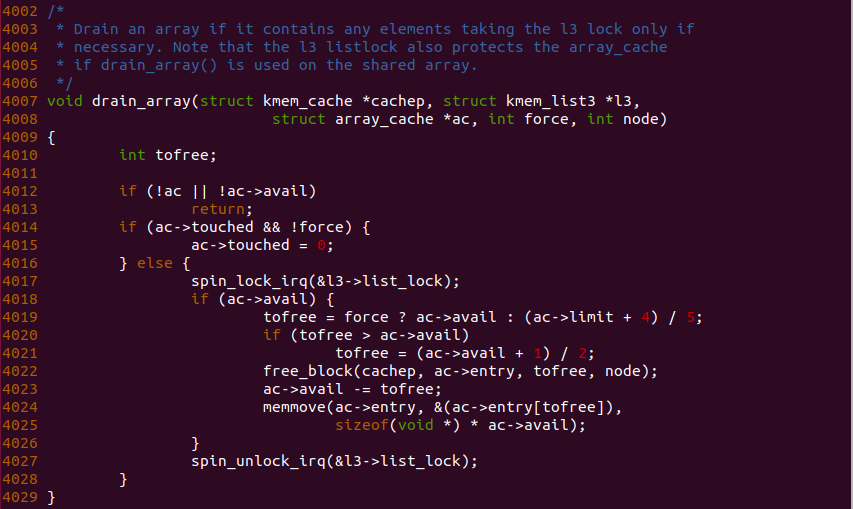 4002 /*
4003  * Drain an array if it contains any elements taking the l3 lock only if
4004  * necessary. Note that the l3 listlock also protects the array_cache
4005  * if drain_array() is used on the shared array.
4006  */
4007 void drain_array(struct kmem_cache *cachep, struct kmem_list3 *l3,
4008                          struct array_cache *ac, int force, int node)
4009 {
4010         int tofree;
4011
4012         if (!ac || !ac->avail)
4013                 return;
4014         if (ac->touched && !force) {
4015                 ac->touched = 0;
4016         } else {
4017                 spin_lock_irq(&l3->list_lock);
4018                 if (ac->avail) {
4019                         tofree = force ? ac->avail : (ac->limit + 4) / 5;
4020                         if (tofree > ac->avail)
4021                                 tofree = (ac->avail + 1) / 2;
4022                         free_block(cachep, ac->entry, tofree, node);
4023                         ac->avail -= tofree;
4024                         memmove(ac->entry, &(ac->entry[tofree]),
4025                                 sizeof(void *) * ac->avail);
4026                 }
4027                 spin_unlock_irq(&l3->list_lock);
4028         }
4029 }